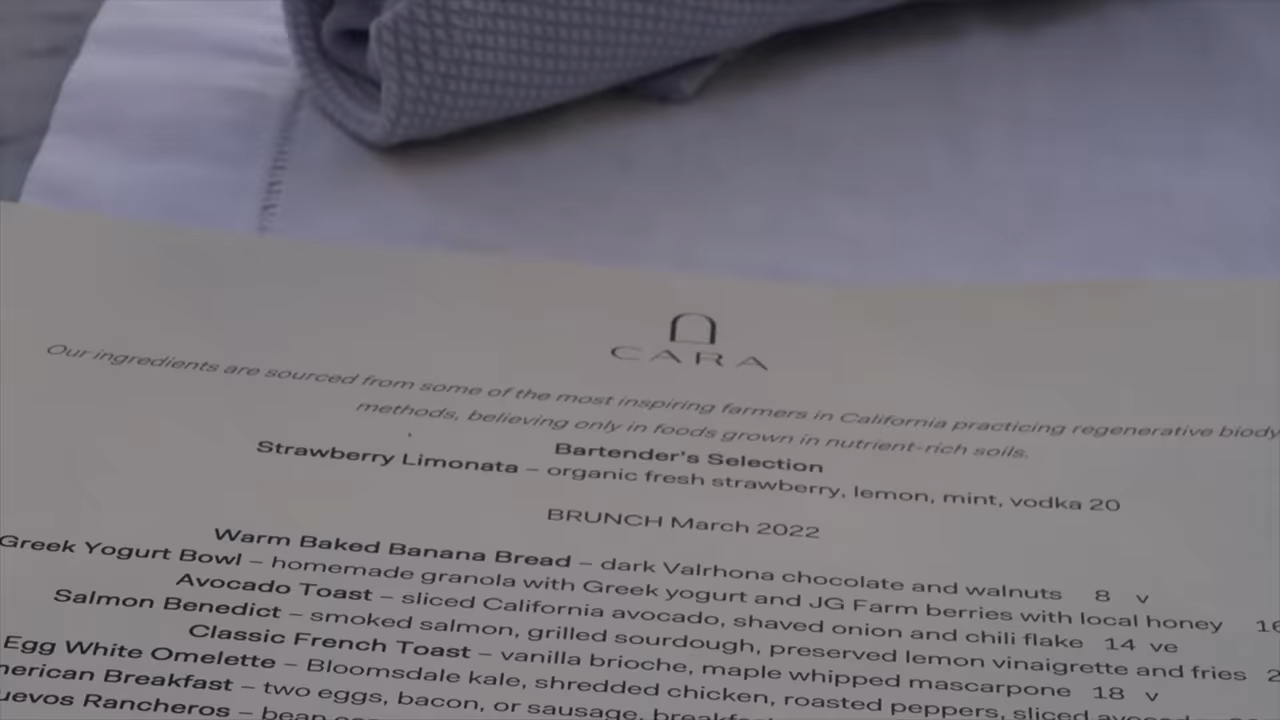 CARA
Our ingredients are sourced from some of the most inspiring farmers in California practicing regenerative biody
methods, believing only in foods grown in nutrient-rich soils.
Bartender's Selection
Strawberry Limonata – organic fresh strawberry, lemon, mint, vodka 20
BRUNCH March 2022
Warm Baked Banana Bread – dark Valrhona chocolate and walnuts 8 v
Greek Yogurt Bowl – homemade granola with Greek yogurt and JG Farm berries with local honey 16
Avocado Toast – sliced California avocado, shaved onion and chili flake 14 ve
Salmon Benedict – smoked salmon, grilled sourdough, preserved lemon vinaigrette and fries 2
Classic French Toast – vanilla brioche, maple whipped mascarpone 18 v
Egg White Omelette – Bloomsdale kale, shredded chicken, roasted peppers, sliced
merican Breakfast – two eggs, bacon, or sausage,
uevos Rancheros –